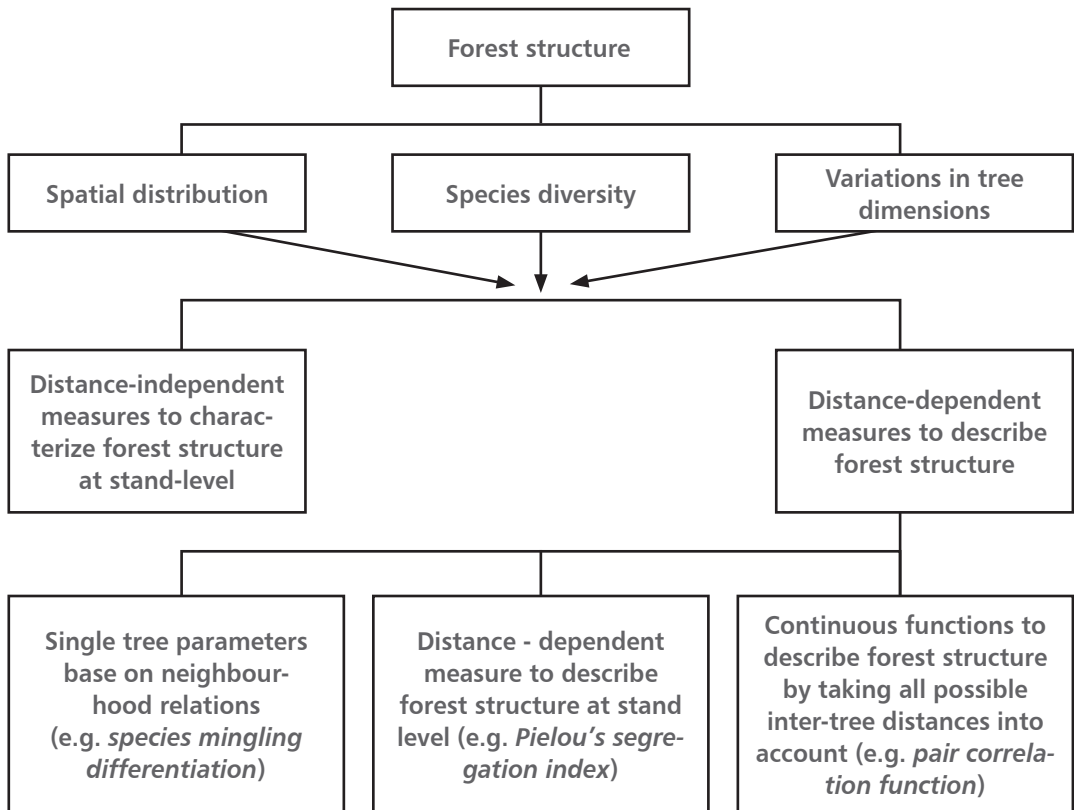 Forest structure
Spatial distribution
Species diversity
Variations in tree
dimensions
Distance-independent
measures to charac-
terize forest structure
at stand-level
Distance-dependent
measures to describe
forest structure
Single tree parameters
base on neighbour-
hood relations
(e.g. species mingling
differentiation)
Distance - dependent
measure to describe
forest structure at stand
level (e.g. Pielou’s segre-
gation index)
Continuous functions to
describe forest structure
by taking all possible
inter-tree distances into
account (e.g. pair correla-
tion function)